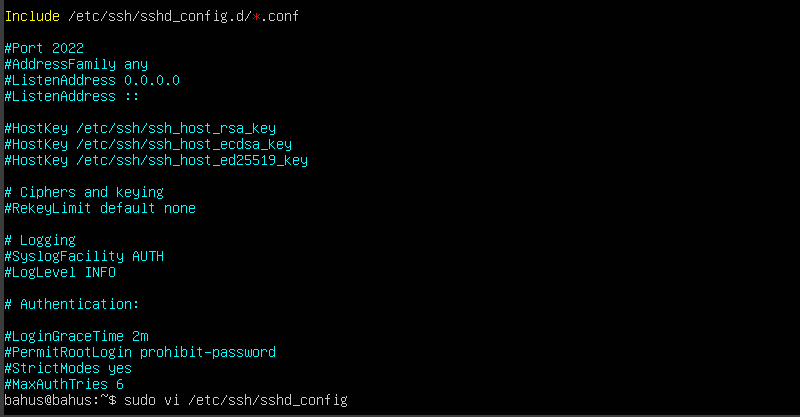 Include /etc/ssh/sshd_config.d/*.conf
#Port 2022
#AddressFamily any
#ListenAddress 0.0.0.0
#ListenAddress ::
#HostKey /etc/ssh/ssh_host_rsa_key
#HostKey /etc/ssh/ssh_host_ecdsa_key
#HostKey /etc/ssh/ssh_host_ed25519_key
# Ciphers and keying
#RekeyLimit default none
# Logging
#SyslogFacility AUTH
#LogLevel INFO
# Authentication:
#LoginGraceTime 2m
#PermitRootLogin prohibit-password
#StrictModes yes
#MaxAuthTries 6
bahus@bahus:~$ sudo vi /etc/ssh/sshd_config